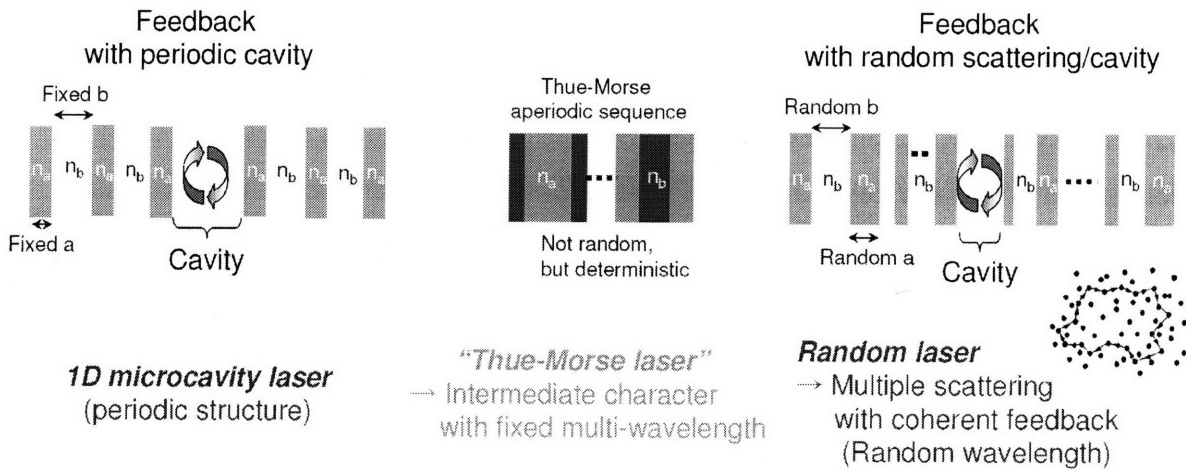 Feedback
with periodic cavity
Fixed b
n_a n_b n_a n_b n_a n_a n_b n_a n_b n_a
Fixed a
Cavity
1D microcavity laser
(periodic structure)
Thue-Morse
aperiodic sequence
n_a n_b
Not random,
but deterministic
"Thue-Morse laser"
→ Intermediate character
with fixed multi-wavelength
Feedback
with random scattering/cavity
Random b
n_a n_b n_a n_b n_b n_a n_b n_a
Random a
Cavity
Random laser
→ Multiple scattering
with coherent feedback
(Random wavelength)